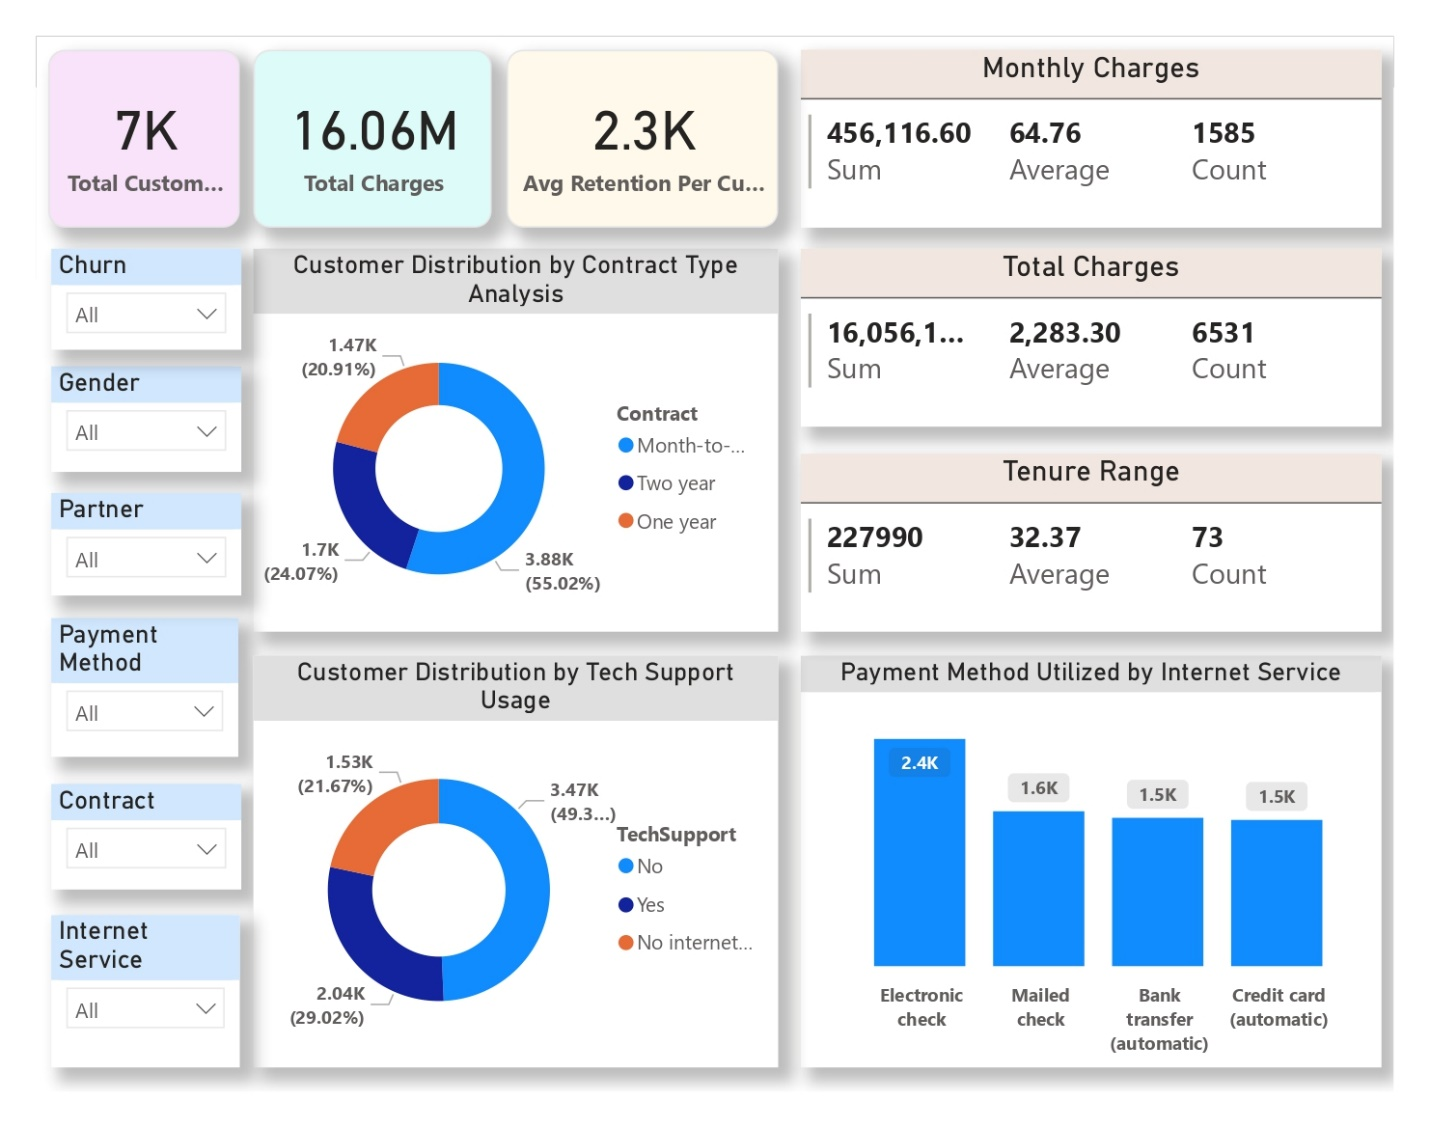 7K
Total Custom...
16.06M
Total Charges
2.3K
Avg Retention Per Cu...
Monthly Charges
456,116.60
Sum
64.76
Average
1585
Count
Churn
All
Gender
All
Partner
All
Payment
Method
All
Contract
All
Internet
Service
All
Customer Distribution by Contract Type
Analysis
1.47K
(20.91%)
1.7K
(24.07%)
3.88K
(55.02%)
Contract
Month-to-...
Two year
One year
Total Charges
16,056,1...
Sum
2,283.30
Average
6531
Count
Tenure Range
227990
Sum
32.37
Average
73
Count
Customer Distribution by Tech Support
Usage
1.53K
(21.67%)
3.47K
(49.3...)
2.04K
(29.02%)
TechSupport
No
Yes
No internet...
Payment Method Utilized by Internet Service
2.4K
1.6K
1.5K
1.5K
Electronic
check
Mailed
check
Bank
transfer
(automatic)
Credit card
(automatic)